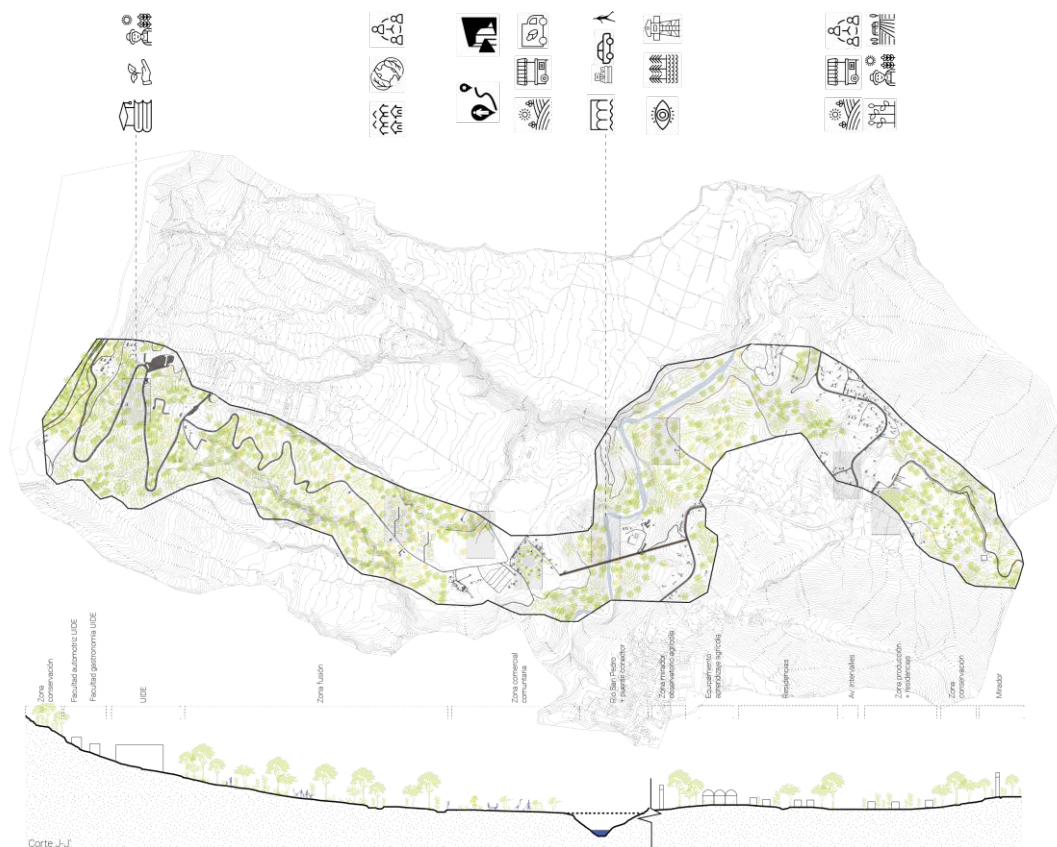 Zona
conservación
Facultad automotriz UIDE
Facultad gastronomía UIDE
UIDE
Zona fusión
Zona comercial
comunitaria
Río San Pedro
+ puente conector
Zona mirador
observatorio agrícola
Equipamiento
aprendizaje agrícola
Residencias
Av. Intervalles
Zona producción
+ residencias
Zona
conservación
Mirador
Corte J-J'